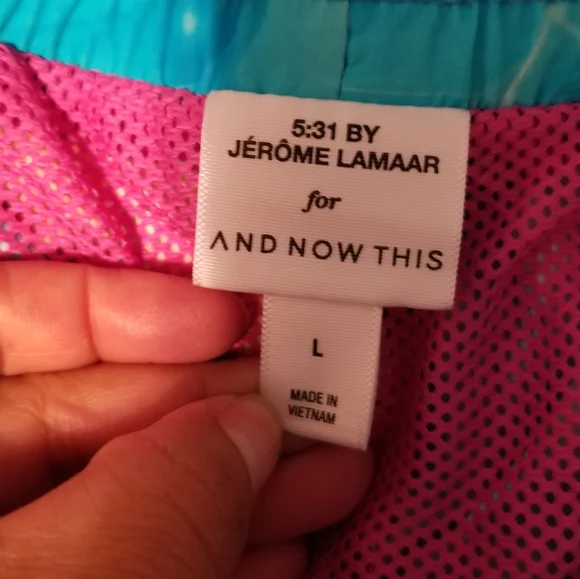 5:31 BY
JÉRÔME LAMAAR
for
AND NOW THIS
L
MADE IN
VIETNAM